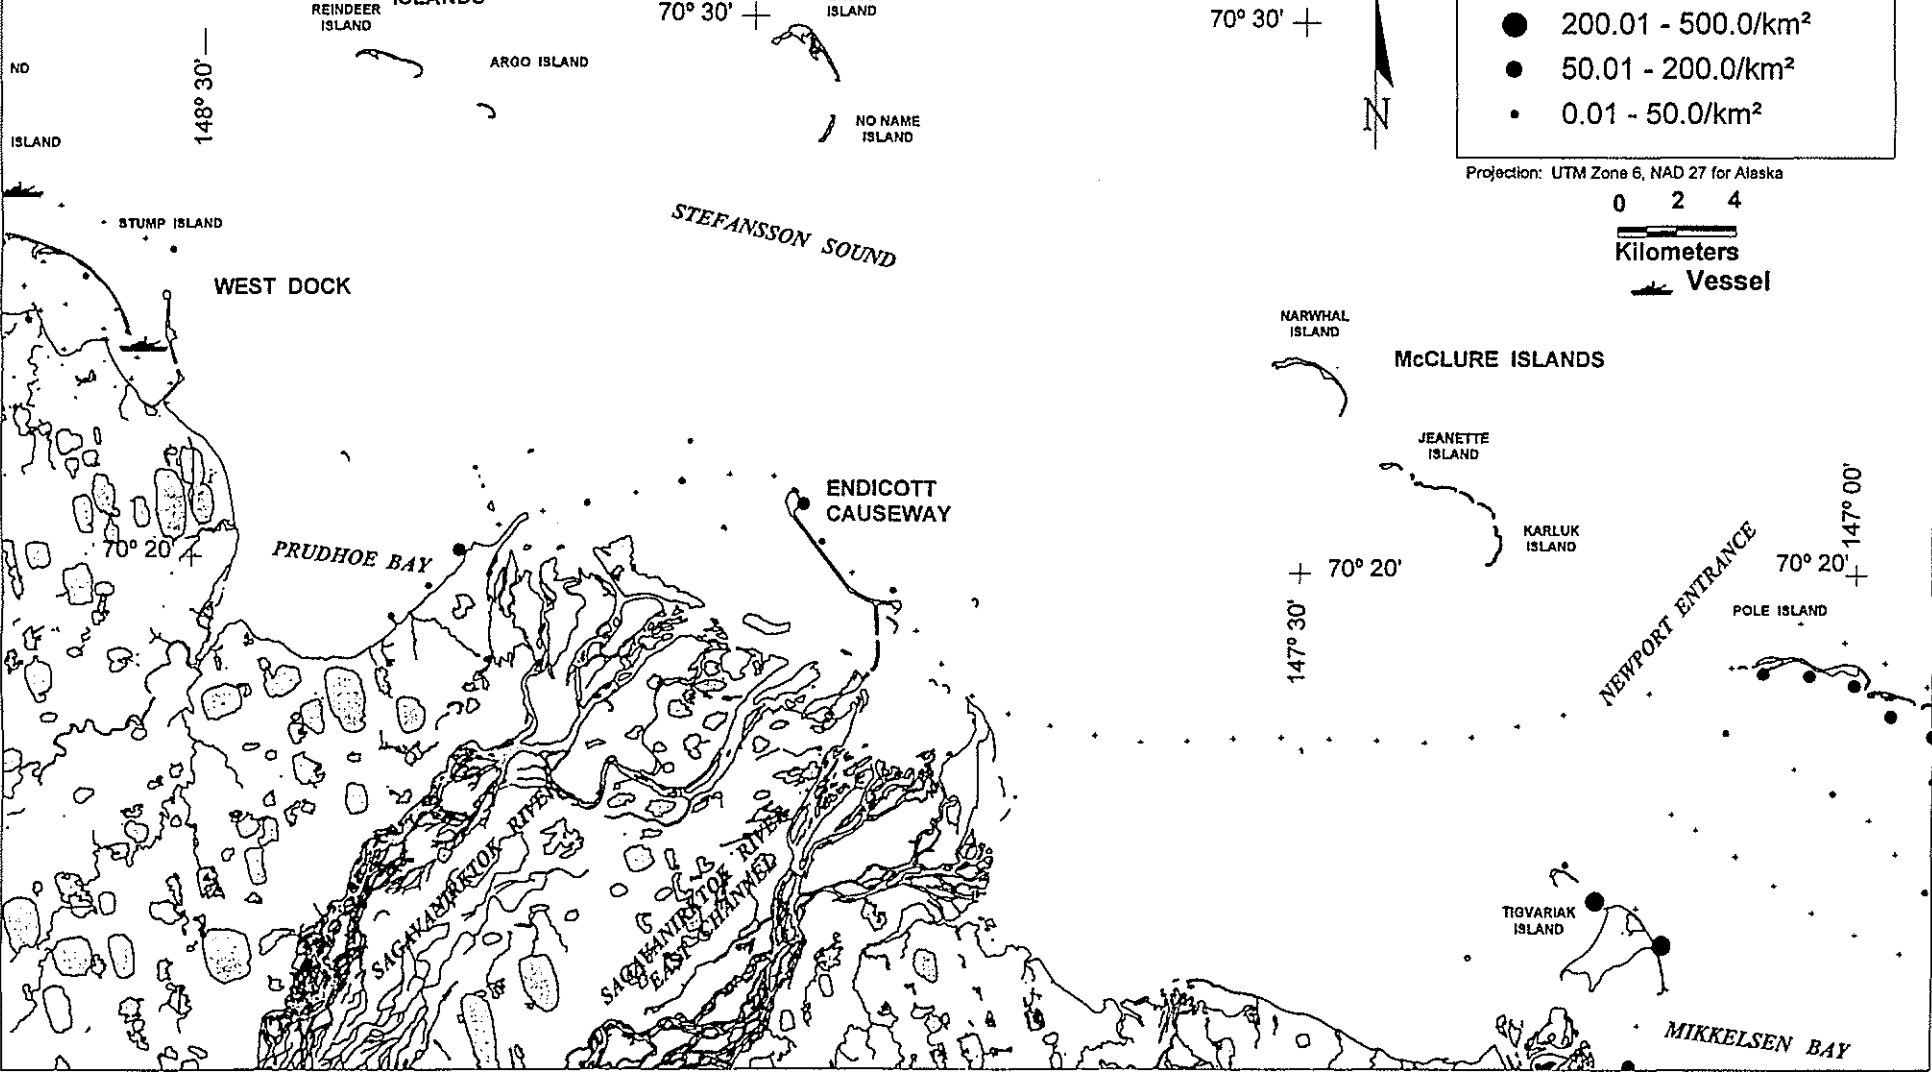 ISLANDS
REINDEER
ISLAND
70° 30'
ISLAND
70° 30'
200.01 - 500.0/km²
50.01 - 200.0/km²
0.01 - 50.0/km²
ND
148° 30'
ARGO ISLAND
NO NAME
ISLAND
N
ISLAND
Projection: UTM Zone 6, NAD 27 for Alaska
0 2 4
Kilometers
Vessel
STUMP ISLAND
STEFANSSON SOUND
WEST DOCK
NARWHAL
ISLAND
McCLURE ISLANDS
JEANETTE
ISLAND
ENDICOTT
CAUSEWAY
KARLUK
ISLAND
147° 00'
70° 20'
PRUDHOE BAY
70° 20'
70° 20'
147° 30'
NEWPORT ENTRANCE
POLE ISLAND
SAGAVANIRKTOK RIVER
SAGAVANIRKTOK RIVER
EAST CHANNEL
TIGVARIAK
ISLAND
MIKKELSEN BAY